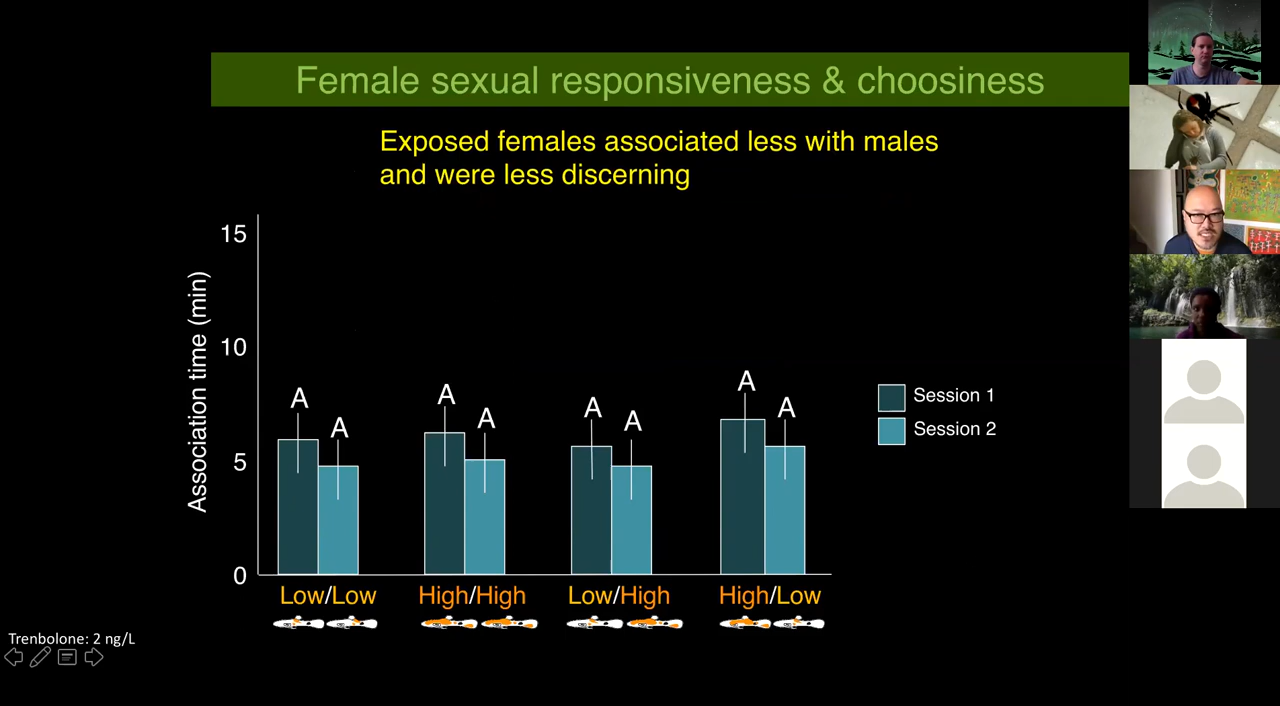 Female sexual responsiveness & choosiness
Exposed females associated less with males
and were less discerning
Association time (min)
15
10
5
0
A
A
A
A
A
A
A
A
Session 1
Session 2
Low/Low
High/High
Low/High
High/Low
Trenbolone: 2 ng/L